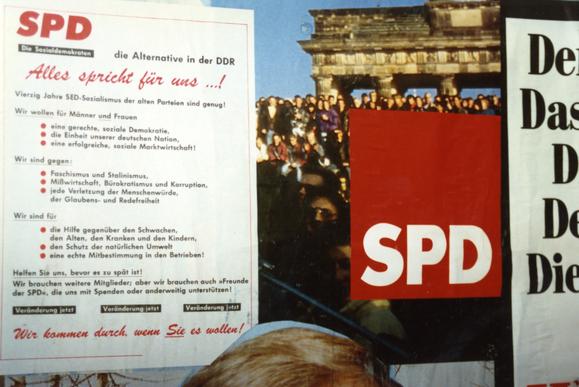 SPD
Die Sozialdemokraten
die Alternative in der DDR
Alles spricht für uns ...!
Vierzig Jahre SED-Sozialismus der alten Parteien sind genug!
Wir wollen für Männer und Frauen
eine gerechte, soziale Demokratie,
die Einheit unserer deutschen Nation,
eine erfolgreiche, soziale Marktwirtschaft!
Wir sind gegen:
Faschismus und Stalinismus,
Mißwirtschaft, Bürokratismus und Korruption,
jede Verletzung der Menschenwürde,
der Glaubens- und Redefreiheit
Wir sind für
die Hilfe gegenüber den Schwachen,
den Alten, den Kranken und den Kindern,
den Schutz der natürlichen Umwelt
eine echte Mitbestimmung in den Betrieben!
Helfen Sie uns, bevor es zu spät ist!
Wir brauchen weitere Mitglieder; aber wir brauchen auch »Freunde
der SPD«, die uns mit Spenden oder anderweitig unterstützen!
Veränderung jetzt Veränderung jetzt Veränderung jetzt
Wir kommen durch, wenn Sie es wollen!
SPD
Das
Die